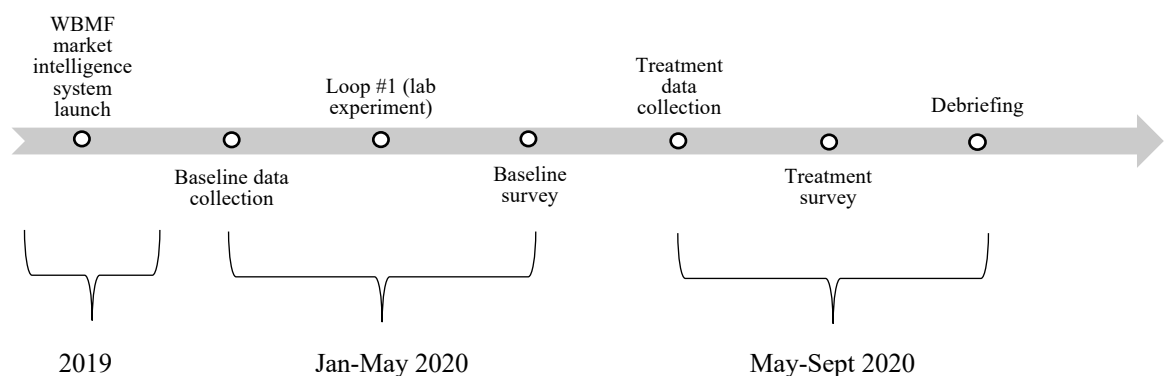 WBMF
market
intelligence
system
launch
Baseline data
collection
Loop #1 (lab
experiment)
Baseline
survey
Treatment
data
collection
Treatment
survey
Debriefing
2019
Jan-May 2020
May-Sept 2020